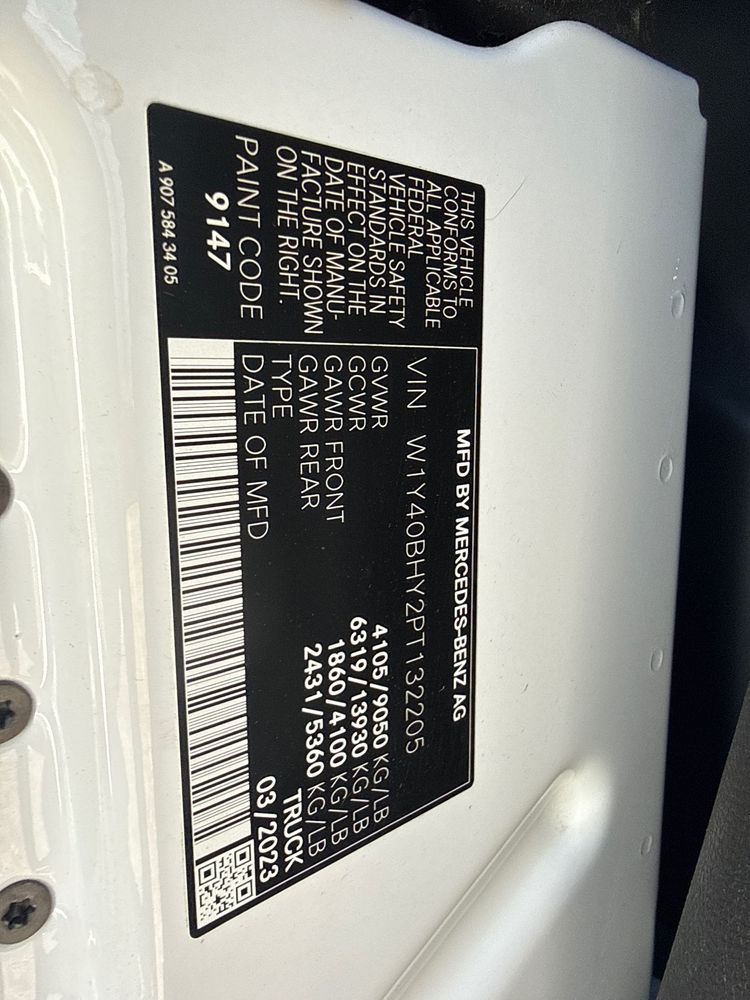 THIS VEHICLE
CONFORMS TO
ALL APPLICABLE
FEDERAL
VEHICLE SAFETY
STANDARDS IN
EFFECT ON THE
DATE OF MANU-
FACTURE SHOWN
ON THE RIGHT.
PAINT CODE
9147
A 907 584 34 05
MFD BY MERCEDES-BENZ AG
VIN W1Y40BHY2PT132205
GVWR 4105/9050 KG/LB
GCWR 6319/13930 KG/LB
GAWR FRONT 1860/4100 KG/LB
GAWR REAR 2431/5360 KG/LB
TYPE TRUCK
DATE OF MFD 03/2023